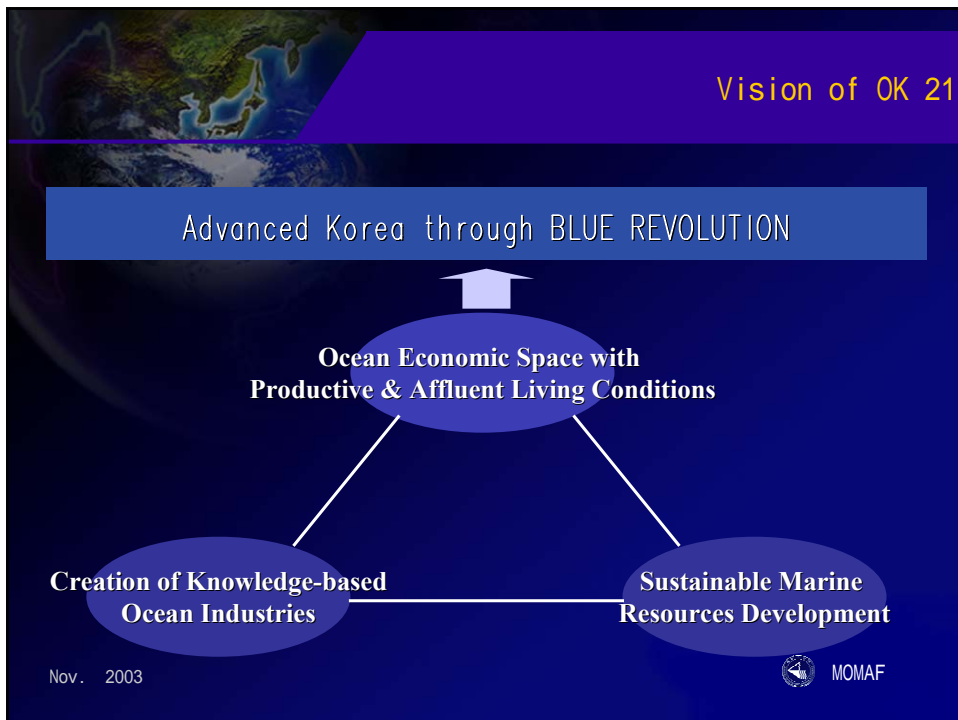 Vision of OK 21
Advanced Korea through BLUE REVOLUTION
Ocean Economic Space with
Productive & Affluent Living Conditions
Creation of Knowledge-based
Ocean Industries
Sustainable Marine
Resources Development
Nov. 2003
MOMAF